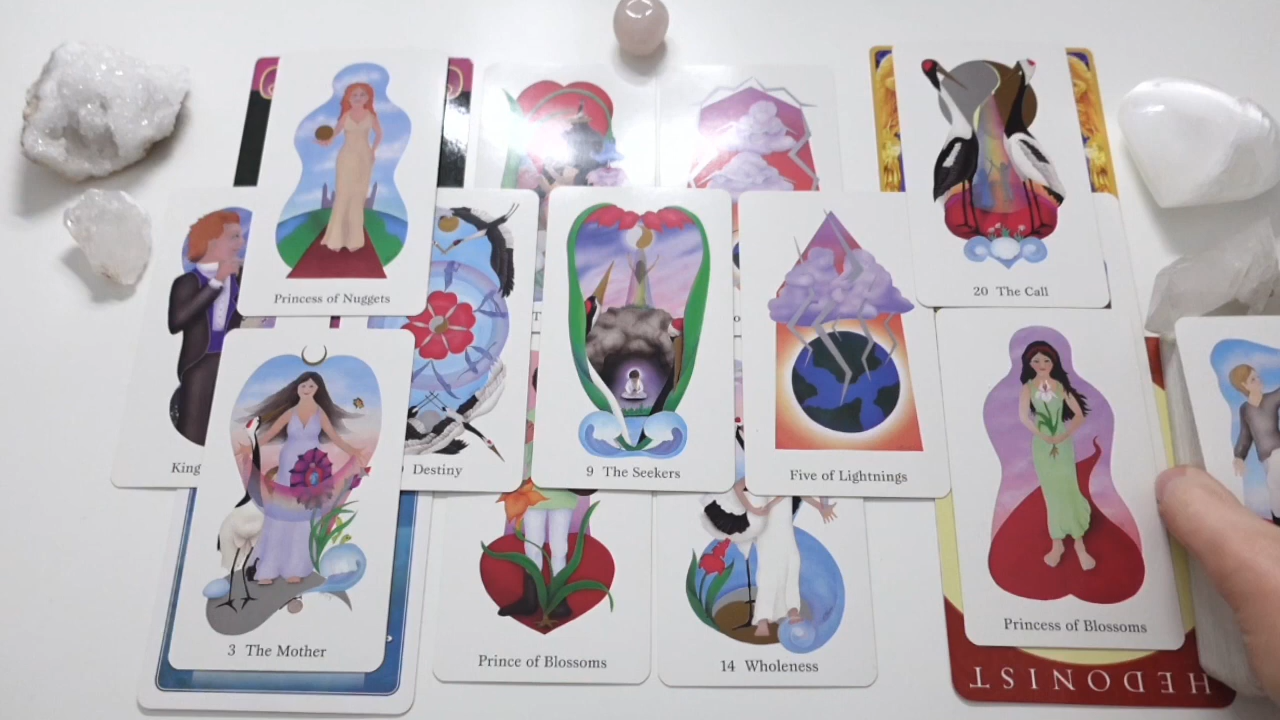 Princess of Nuggets
20 The Call
King
Destiny
9 The Seekers
Five of Lightnings
3 The Mother
Prince of Blossoms
14 Wholeness
Princess of Blossoms
HEDONIST